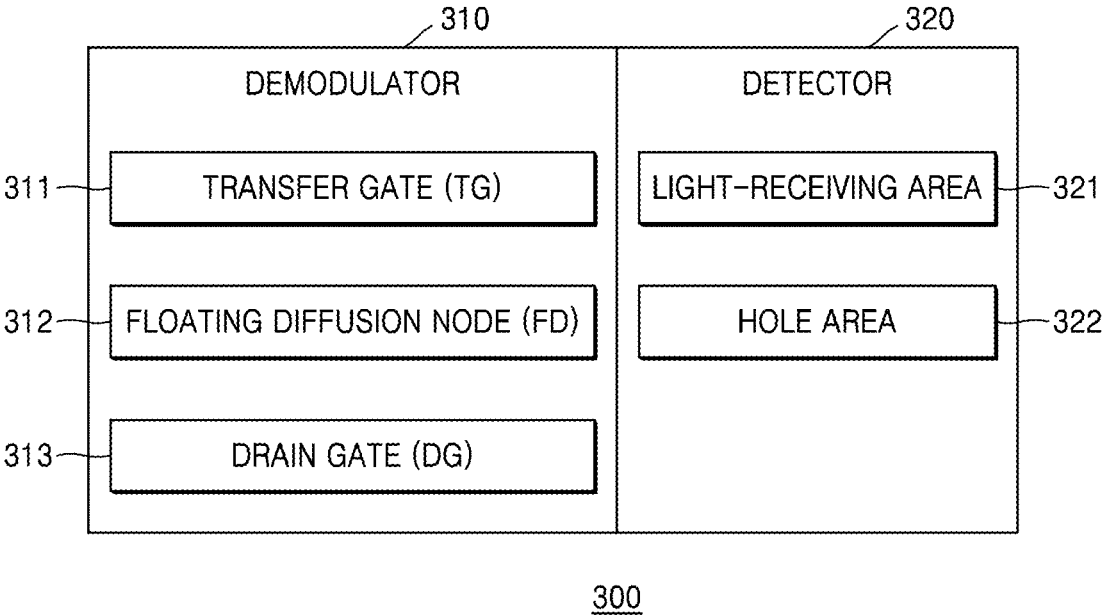 310
320
DEMODULATOR
DETECTOR
311
TRANSFER GATE (TG)
LIGHT-RECEIVING AREA
321
312
FLOATING DIFFUSION NODE (FD)
HOLE AREA
322
313
DRAIN GATE (DG)
300